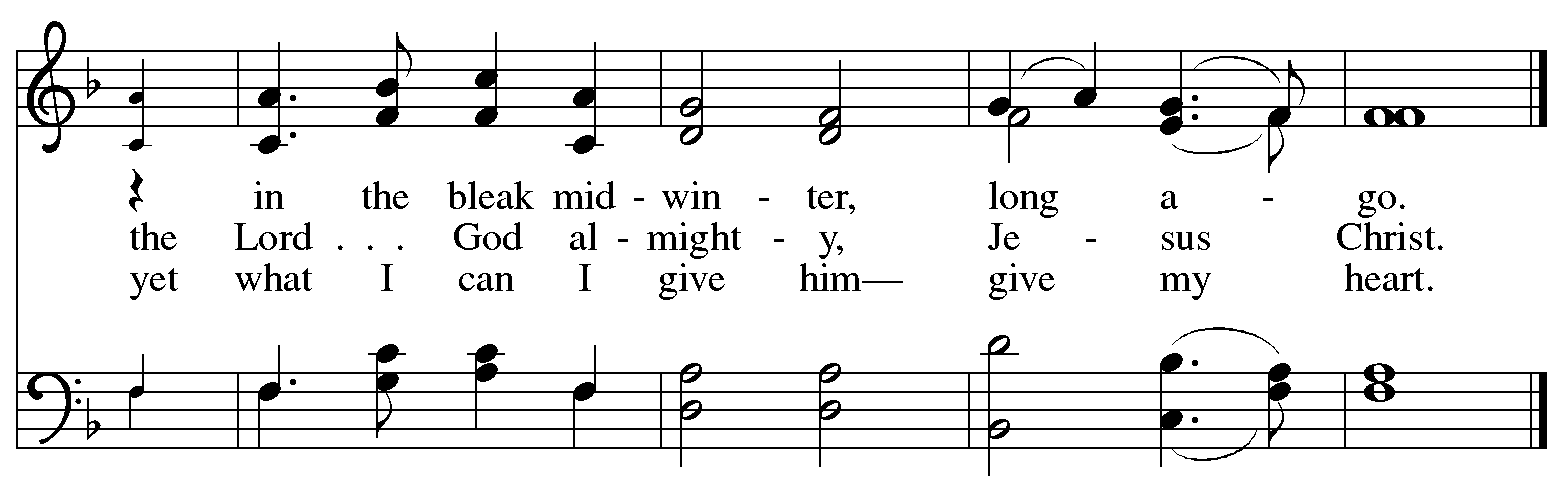 in the bleak mid - win - ter, long a - go.
the Lord . . . God al - might - y, Je - sus Christ.
yet what I can I give him— give my heart.